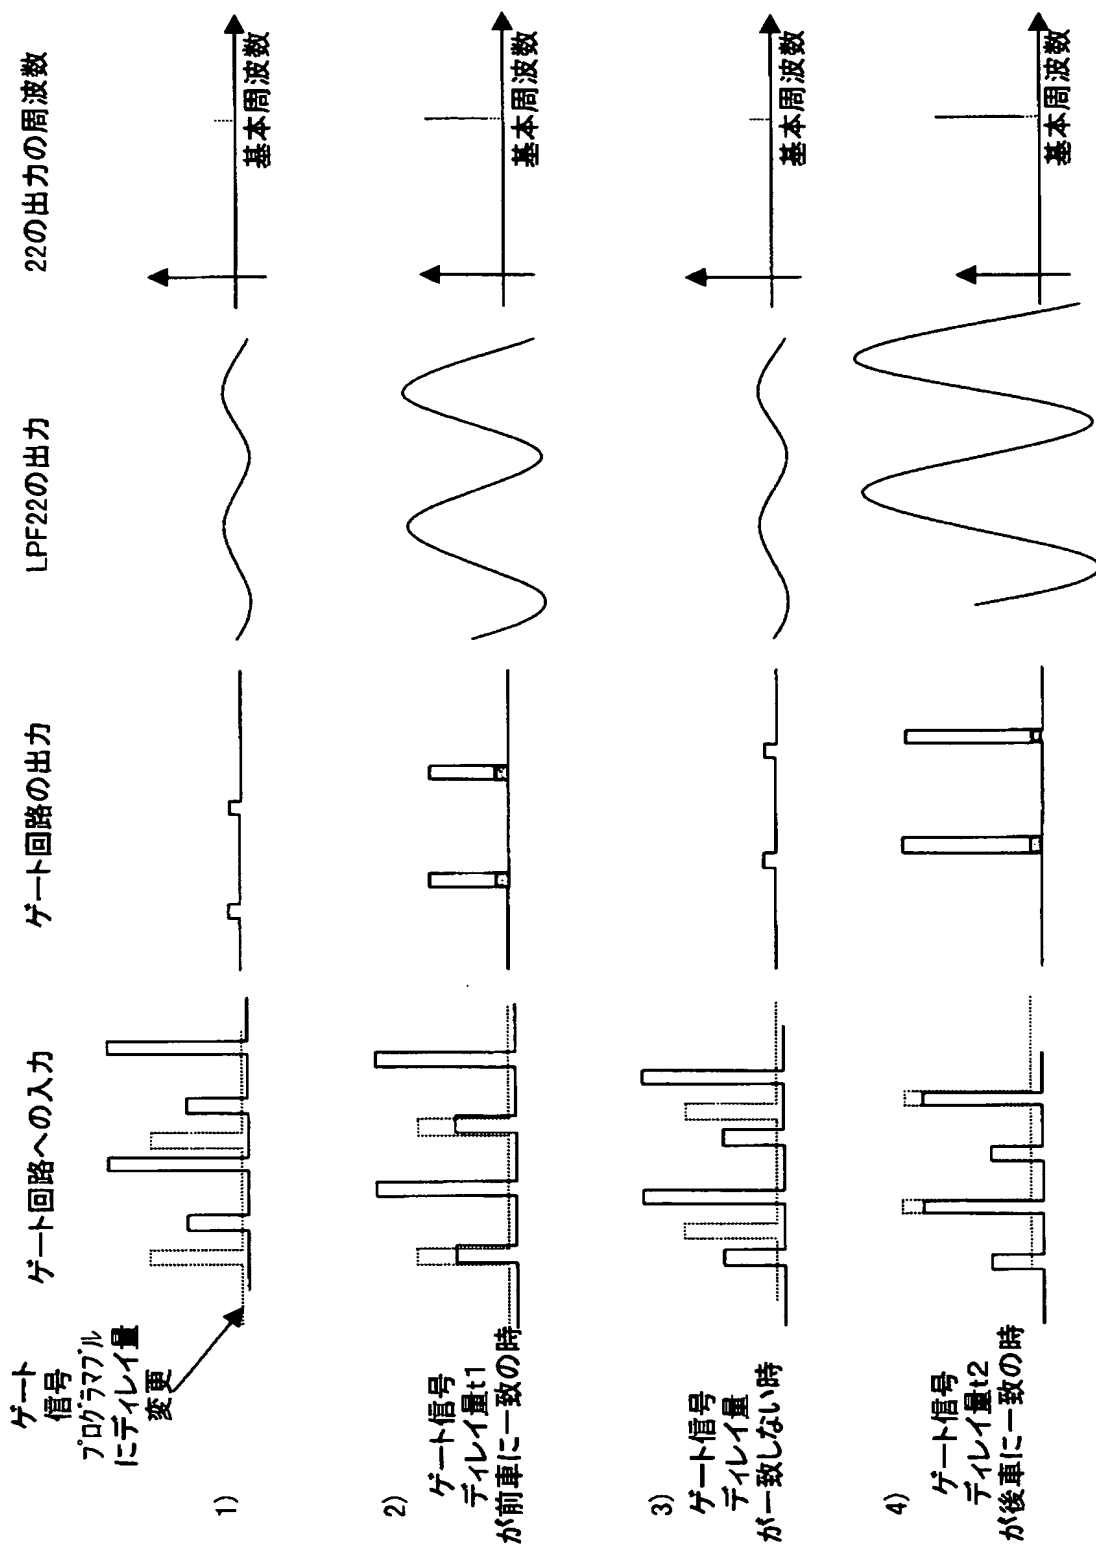 ゲート回路への入力
ゲート回路の出力
LPF22の出力
22の出力の周波数
ゲート
信号
プログラマブル
にディレイ量
変更
1)
基本周波数
2)
ゲート信号
ディレイ量t1
が前車に一致の時
基本周波数
3)
ゲート信号
ディレイ量
が一致しない時
基本周波数
4)
ゲート信号
ディレイ量t2
が後車に一致の時
基本周波数